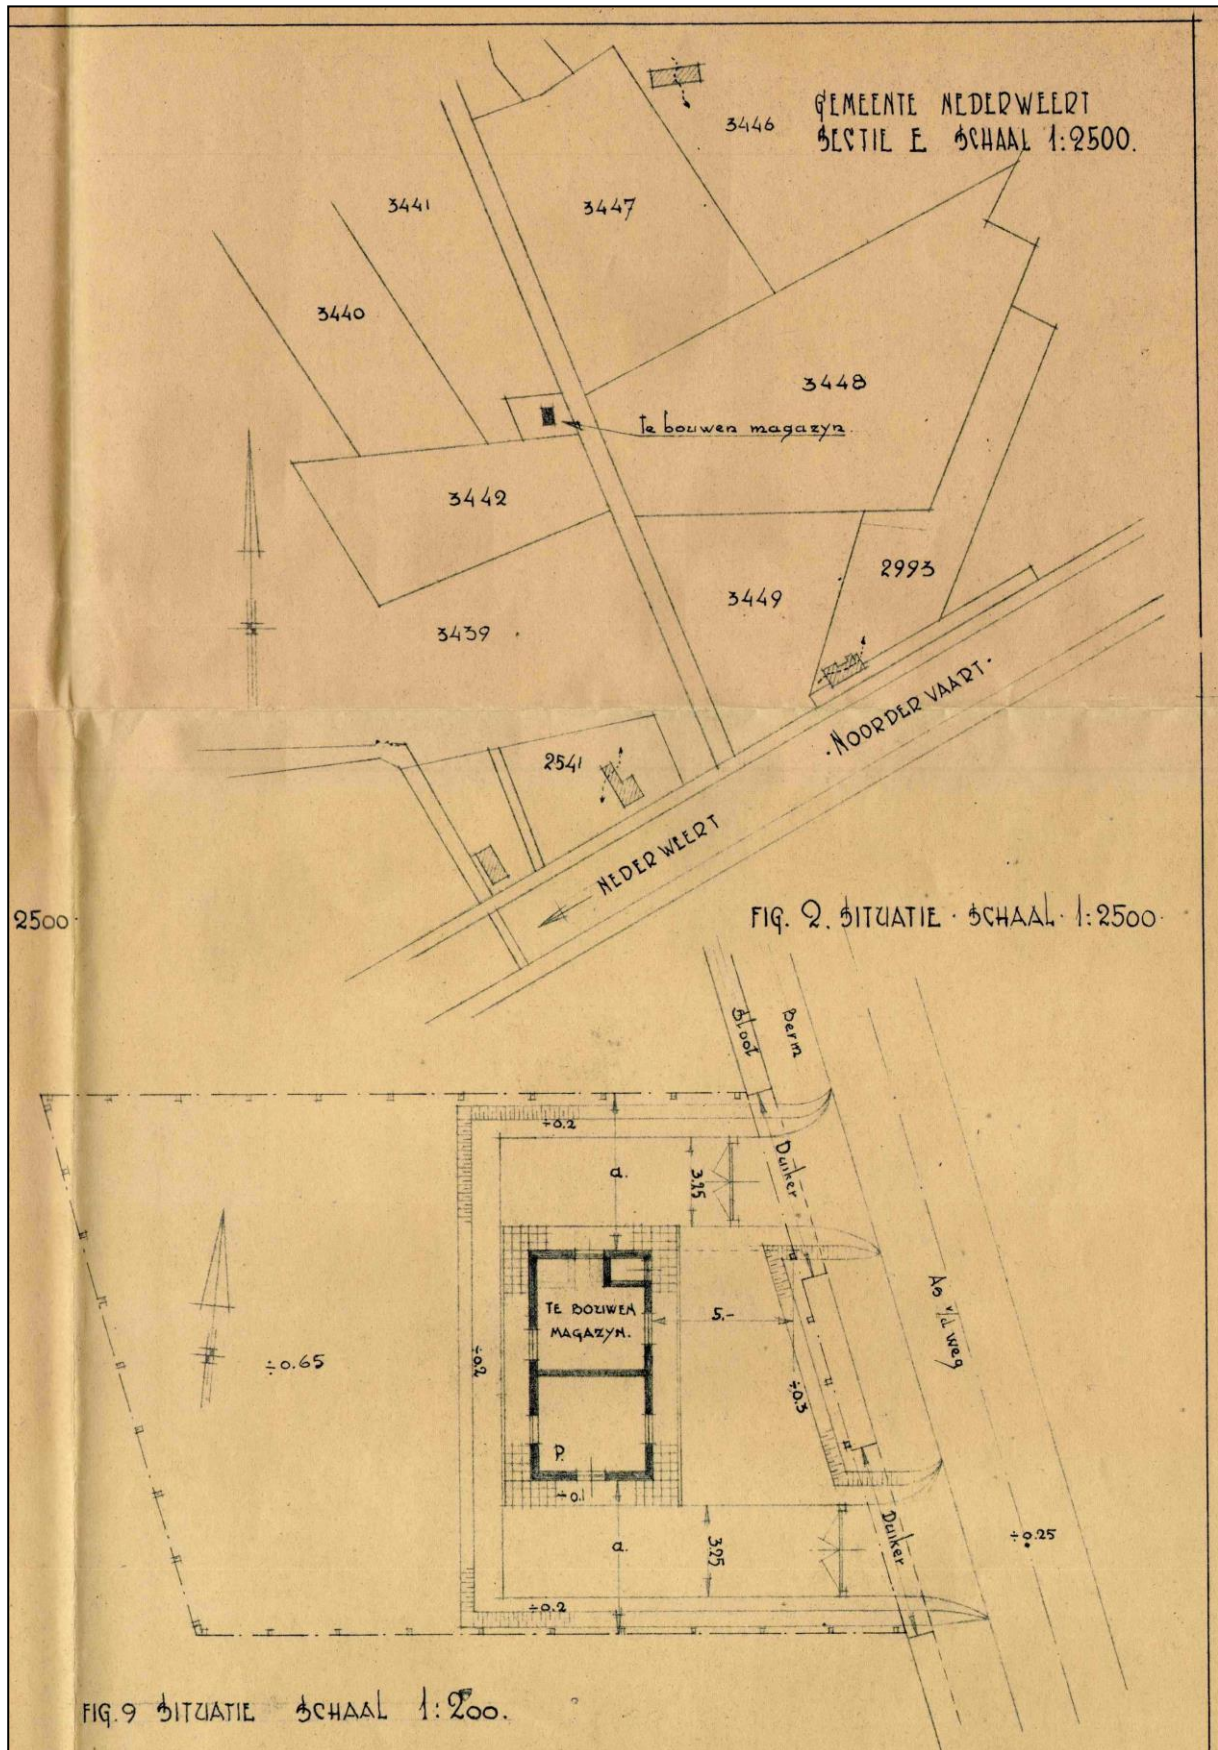 GEMEENTE NEDERWEERT
SECTIE E SCHAAL 1:2500.
3446
3441
3447
3440
3448
te bouwen magazyn.
3442
2993
3449
3439
NOORDERVAART.
2541
NEDERWEERT
2500
FIG. 2. SITUATIE · SCHAAL · 1:2500
Sloot
Berm
÷0.2
a.
3.25
Duiker
TE BOUWEN
MAGAZYN.
5.-
As v/d weg
÷0.65
÷0.2
÷0.3
P.
÷0.1
a.
3.25
Duiker
÷0.25
÷0.2
FIG. 9 SITUATIE SCHAAL 1:200.